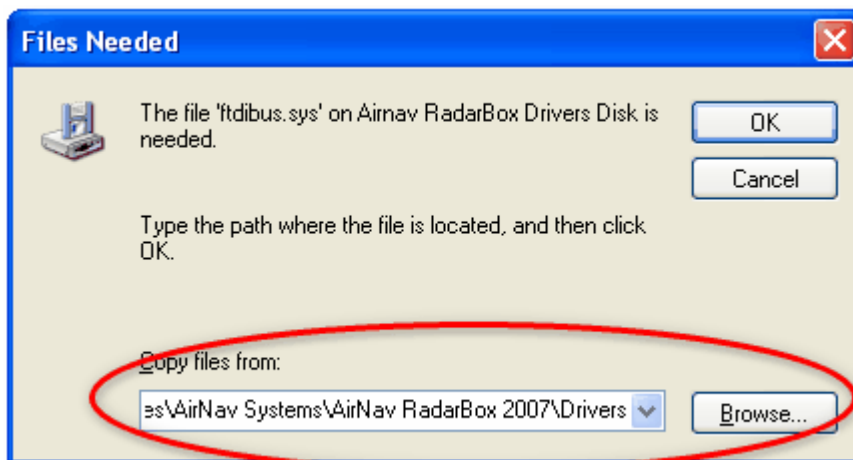 Files Needed
The file 'ftdibus.sys' on Airnav RadarBox Drivers Disk is
needed.
OK
Cancel
Type the path where the file is located, and then click
OK.
Copy files from:
es\AirNav Systems\AirNav RadarBox 2007\Drivers
Browse...